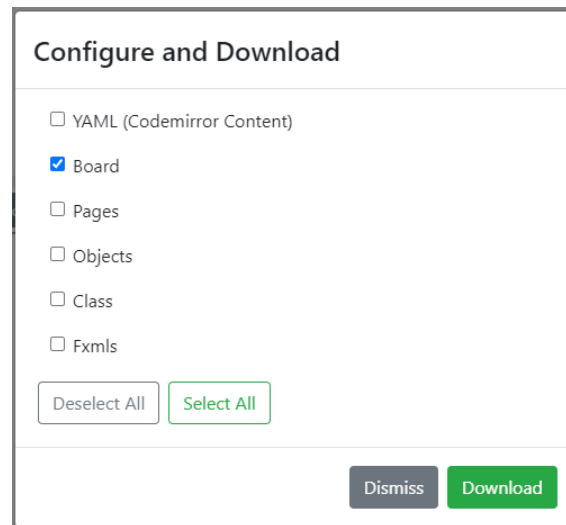 Configure and Download
YAML (Codemirror Content)
Board
Pages
Objects
Class
Fxmls
Deselect All Select All
Dismiss Download